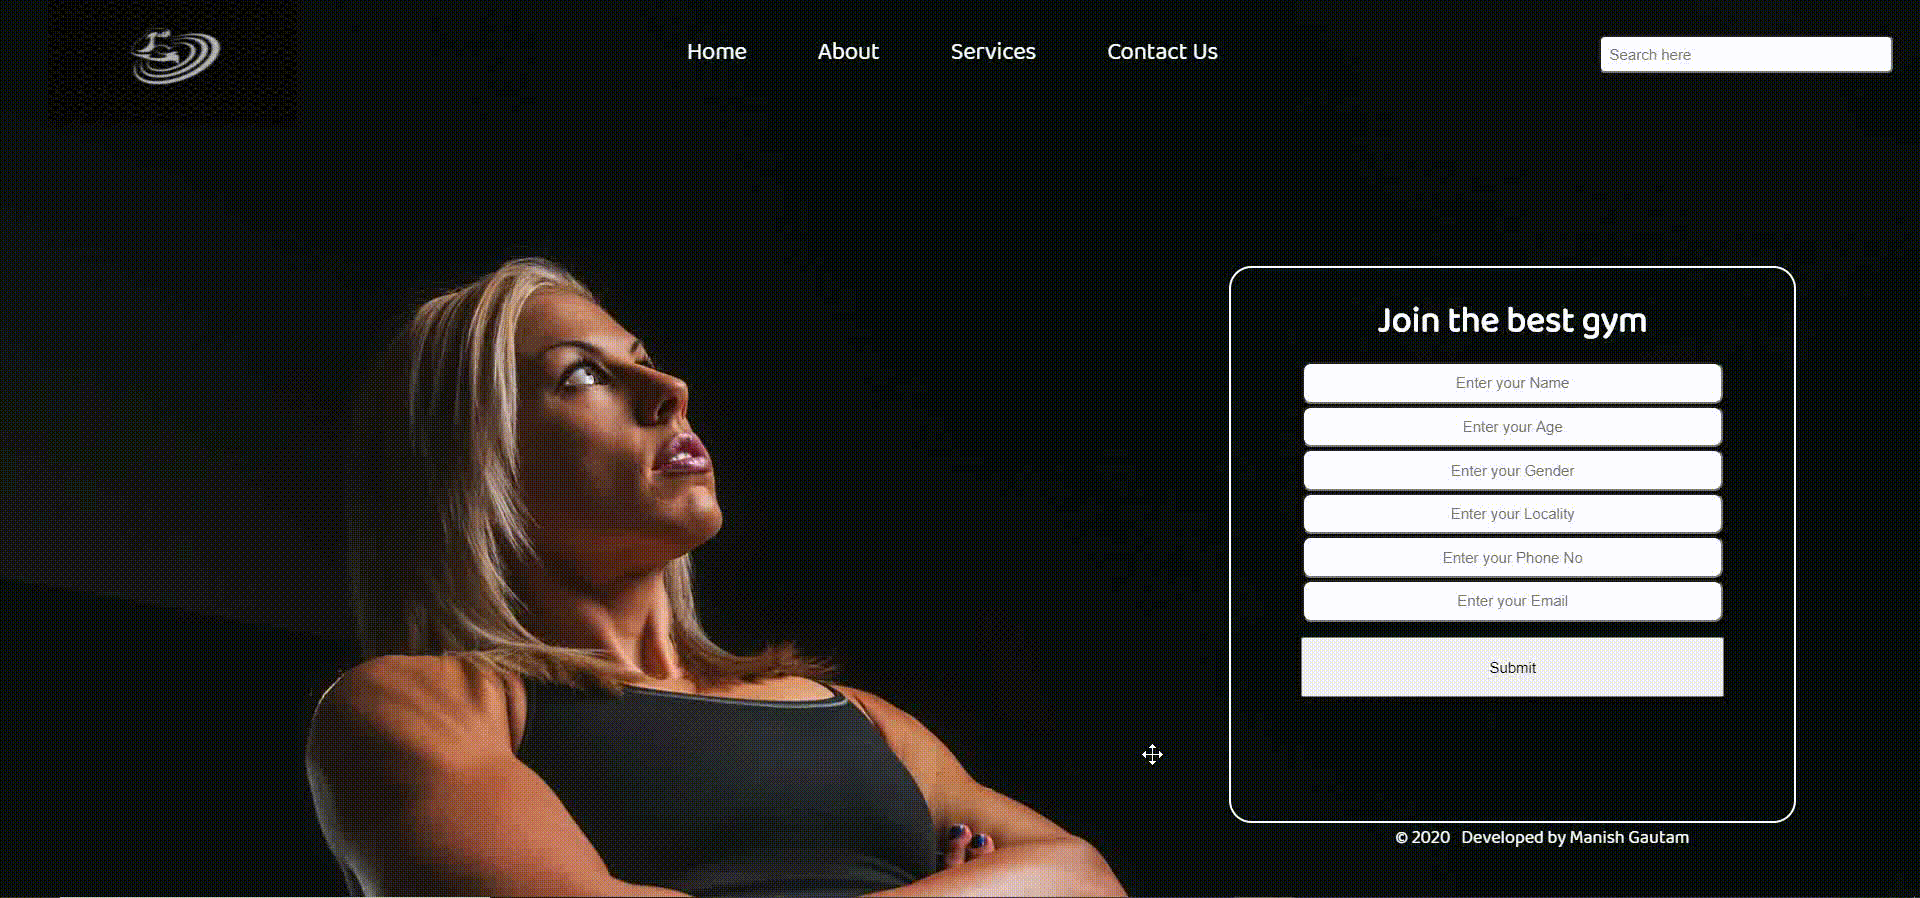 Home
About
Services
Contact Us
Search here
Join the best gym
Enter your Name
Enter your Age
Enter your Gender
Enter your Locality
Enter your Phone No
Enter your Email
Submit
© 2020 Developed by Manish Gautam